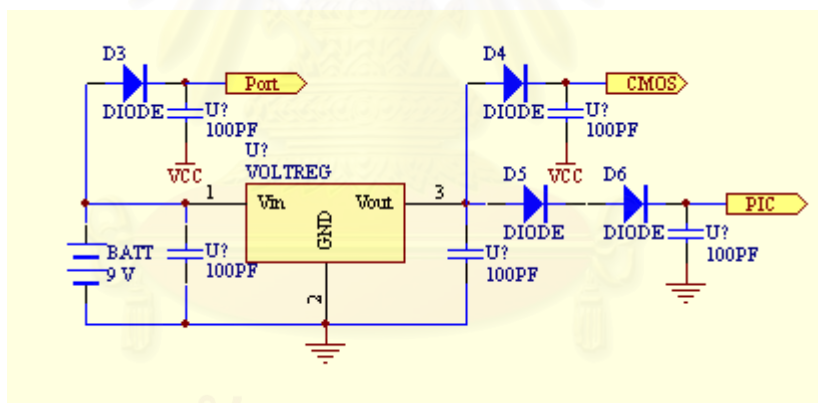 D3
DIODE
Port
U?
100PF
VCC
D4
DIODE
CMOS
U?
100PF
VCC
U?
VOLTREG
1
Vin
Vout
3
GND
2
D5
DIODE
D6
DIODE
PIC
U?
100PF
BATT
9 V
U?
100PF
U?
100PF